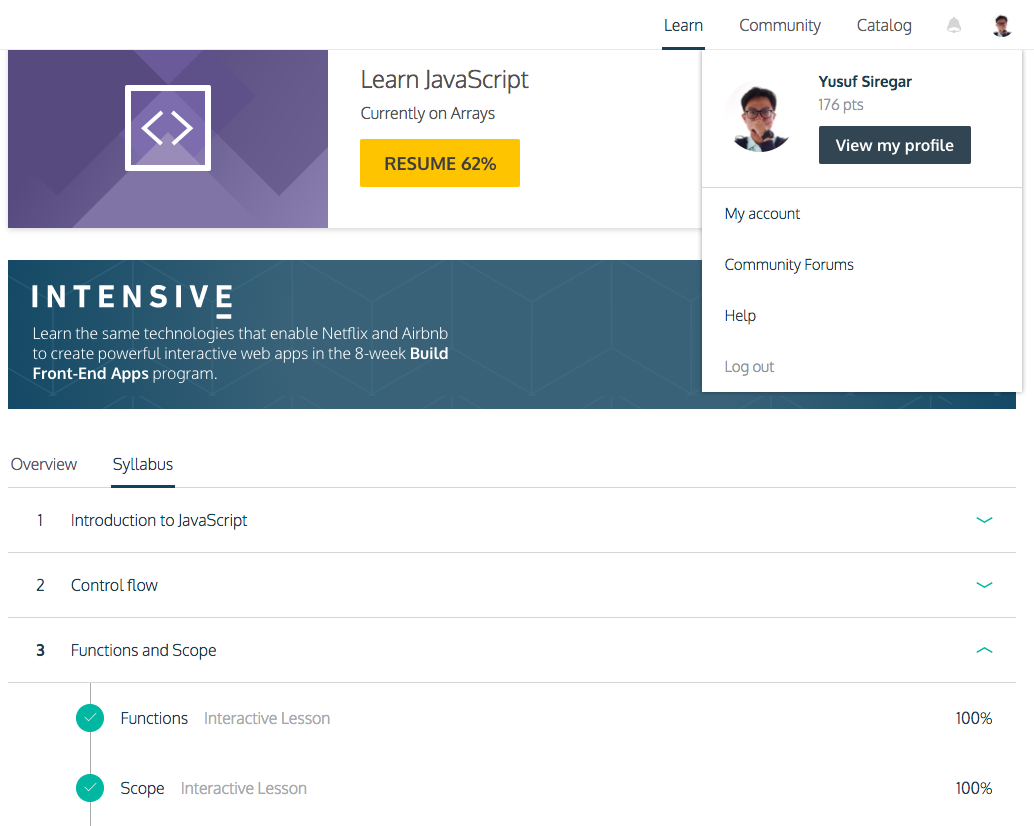 Learn Community Catalog
Learn JavaScript
Currently on Arrays
RESUME 62%
Yusuf Siregar
176 pts
View my profile
My account
Community Forums
Help
Log out
INTENSIVE
Learn the same technologies that enable Netflix and Airbnb
to create powerful interactive web apps in the 8-week Build
Front-End Apps program.
Overview Syllabus
1 Introduction to JavaScript
2 Control flow
3 Functions and Scope
Functions Interactive Lesson 100%
Scope Interactive Lesson 100%